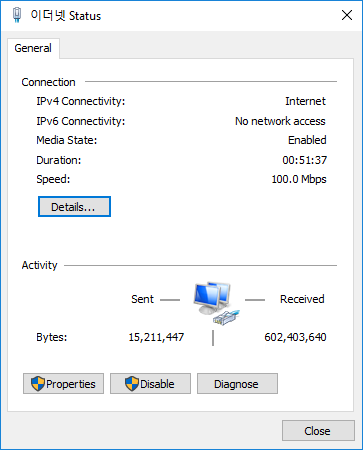 이더넷 Status
General
Connection
IPv4 Connectivity: Internet
IPv6 Connectivity: No network access
Media State: Enabled
Duration: 00:51:37
Speed: 100.0 Mbps
Details...
Activity
Sent Received
Bytes: 15,211,447 602,403,640
Properties Disable Diagnose
Close